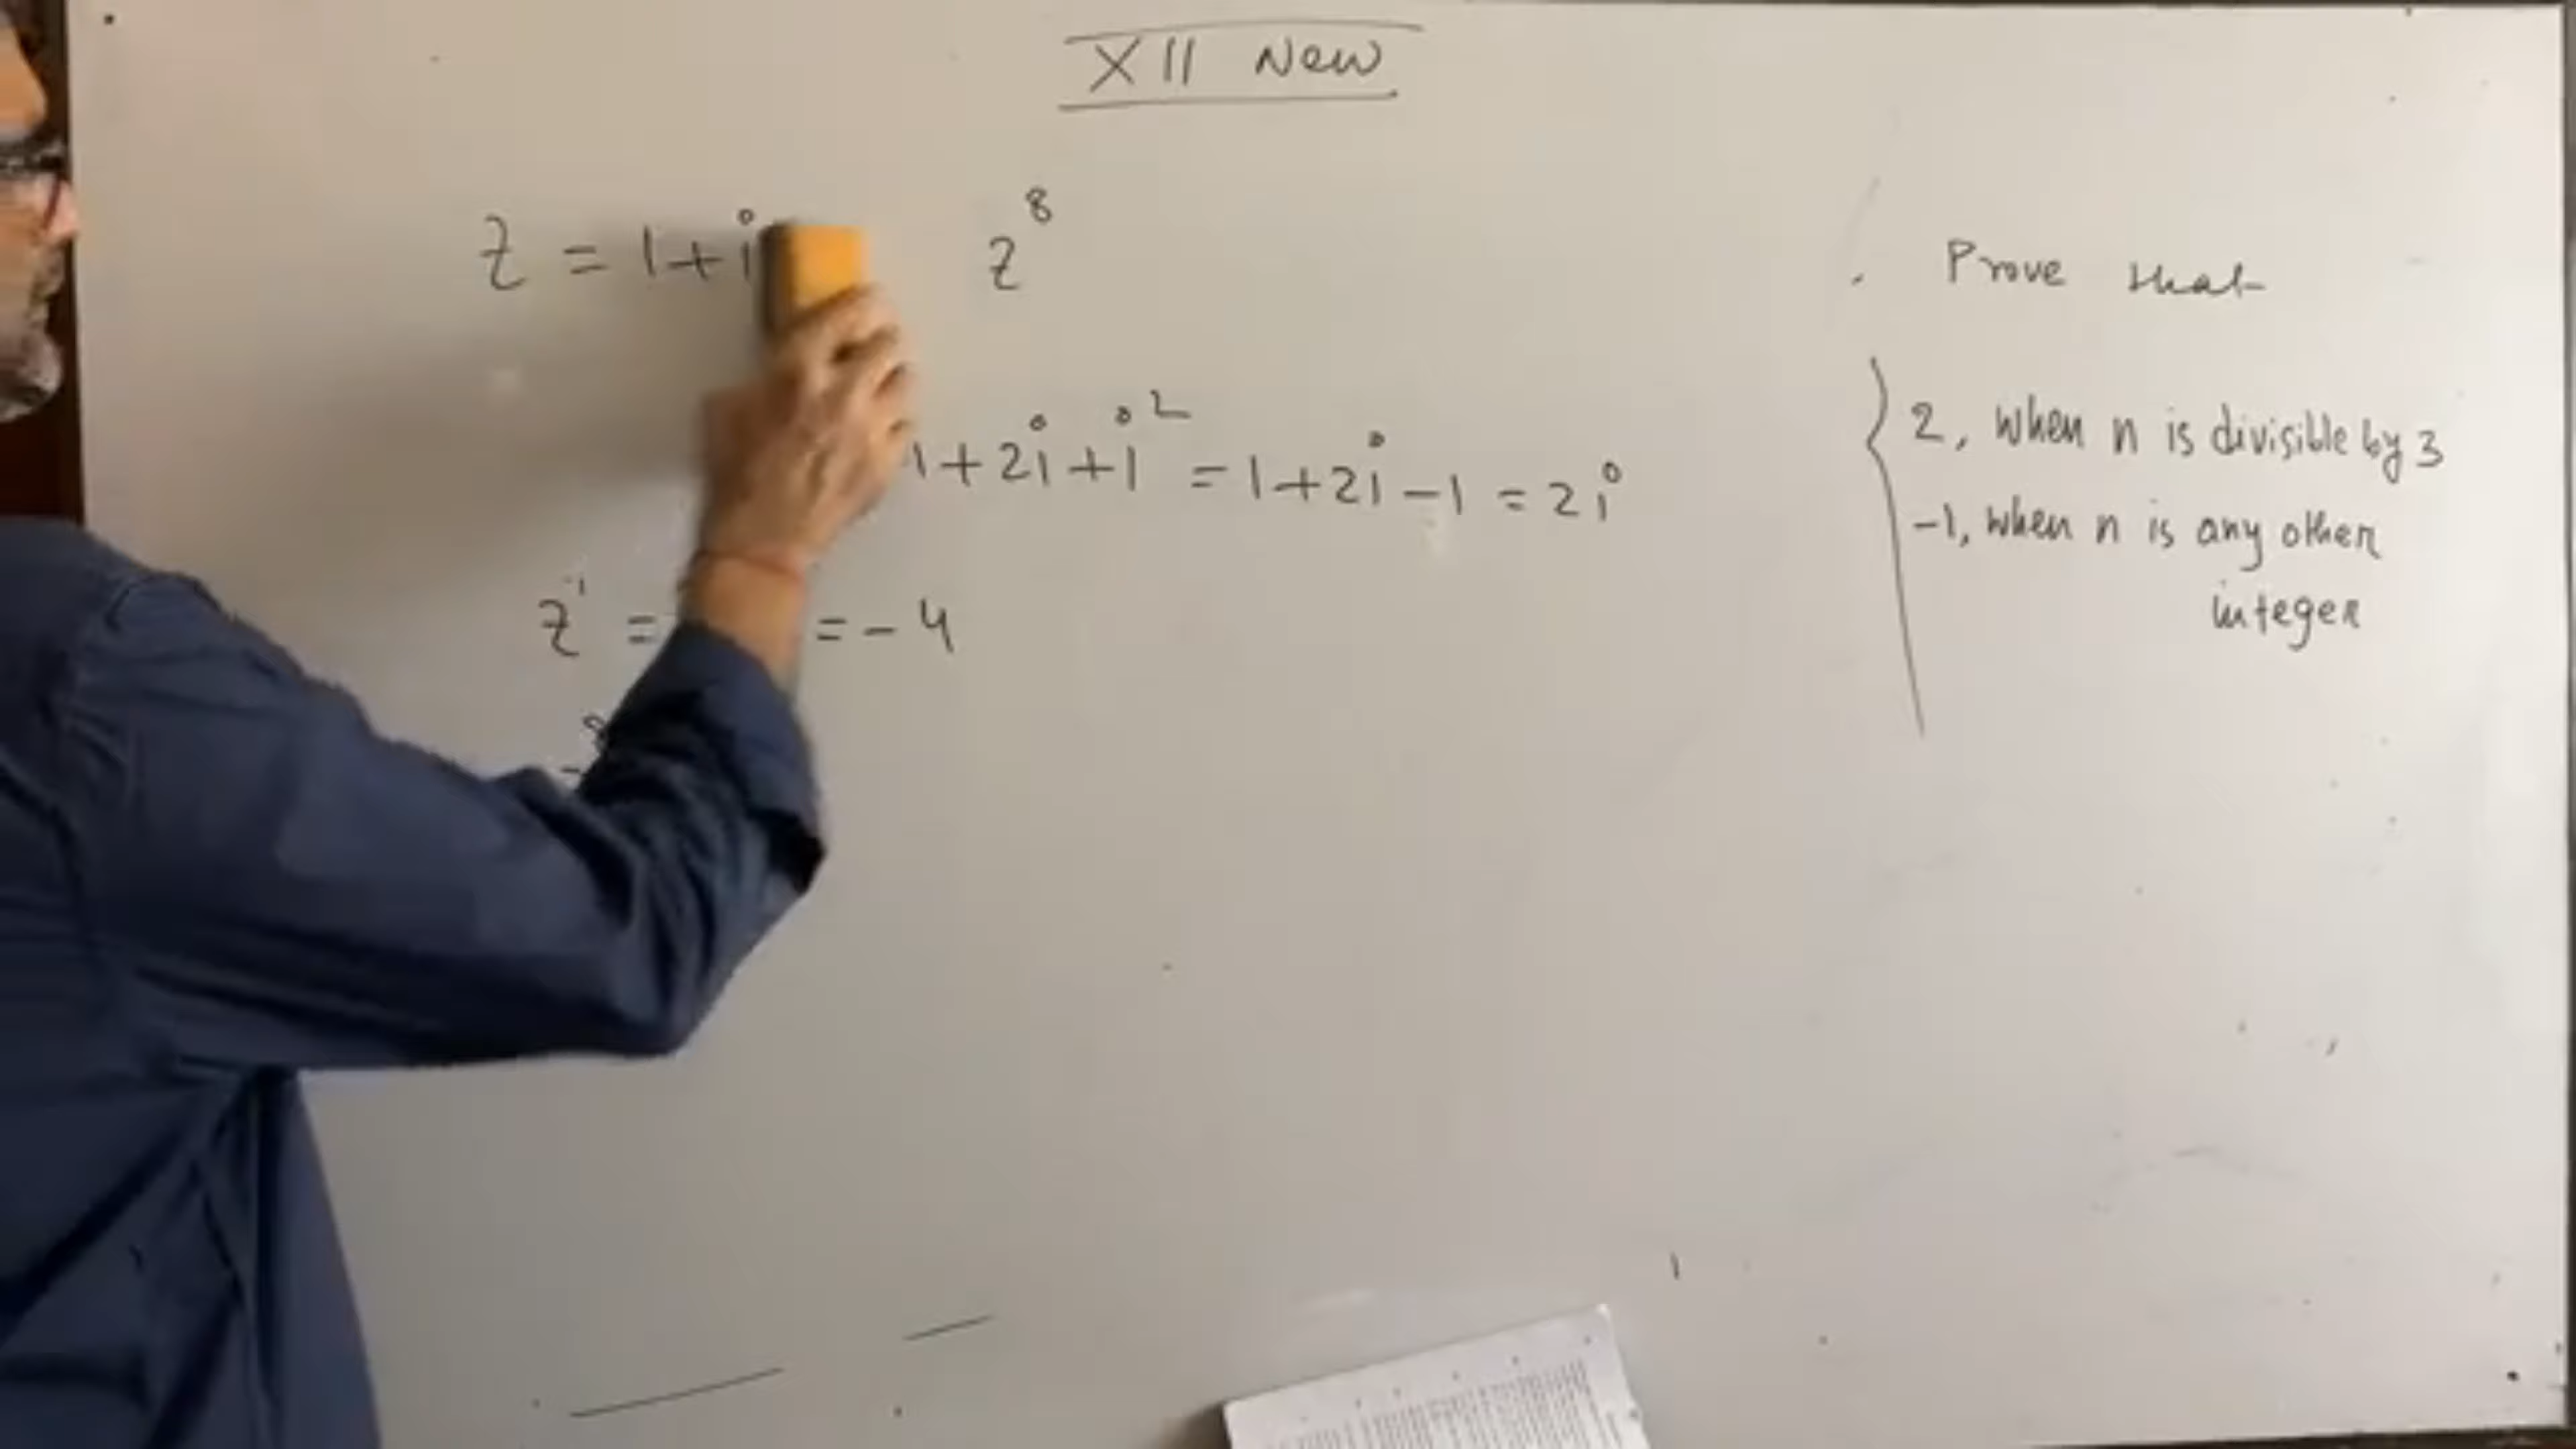 XII New
z = 1+i z⁸
1+2i+i² = 1+2i-1 = 2i
z = = -4
Prove that
2, when n is divisible by 3
-1, when n is any other
integer